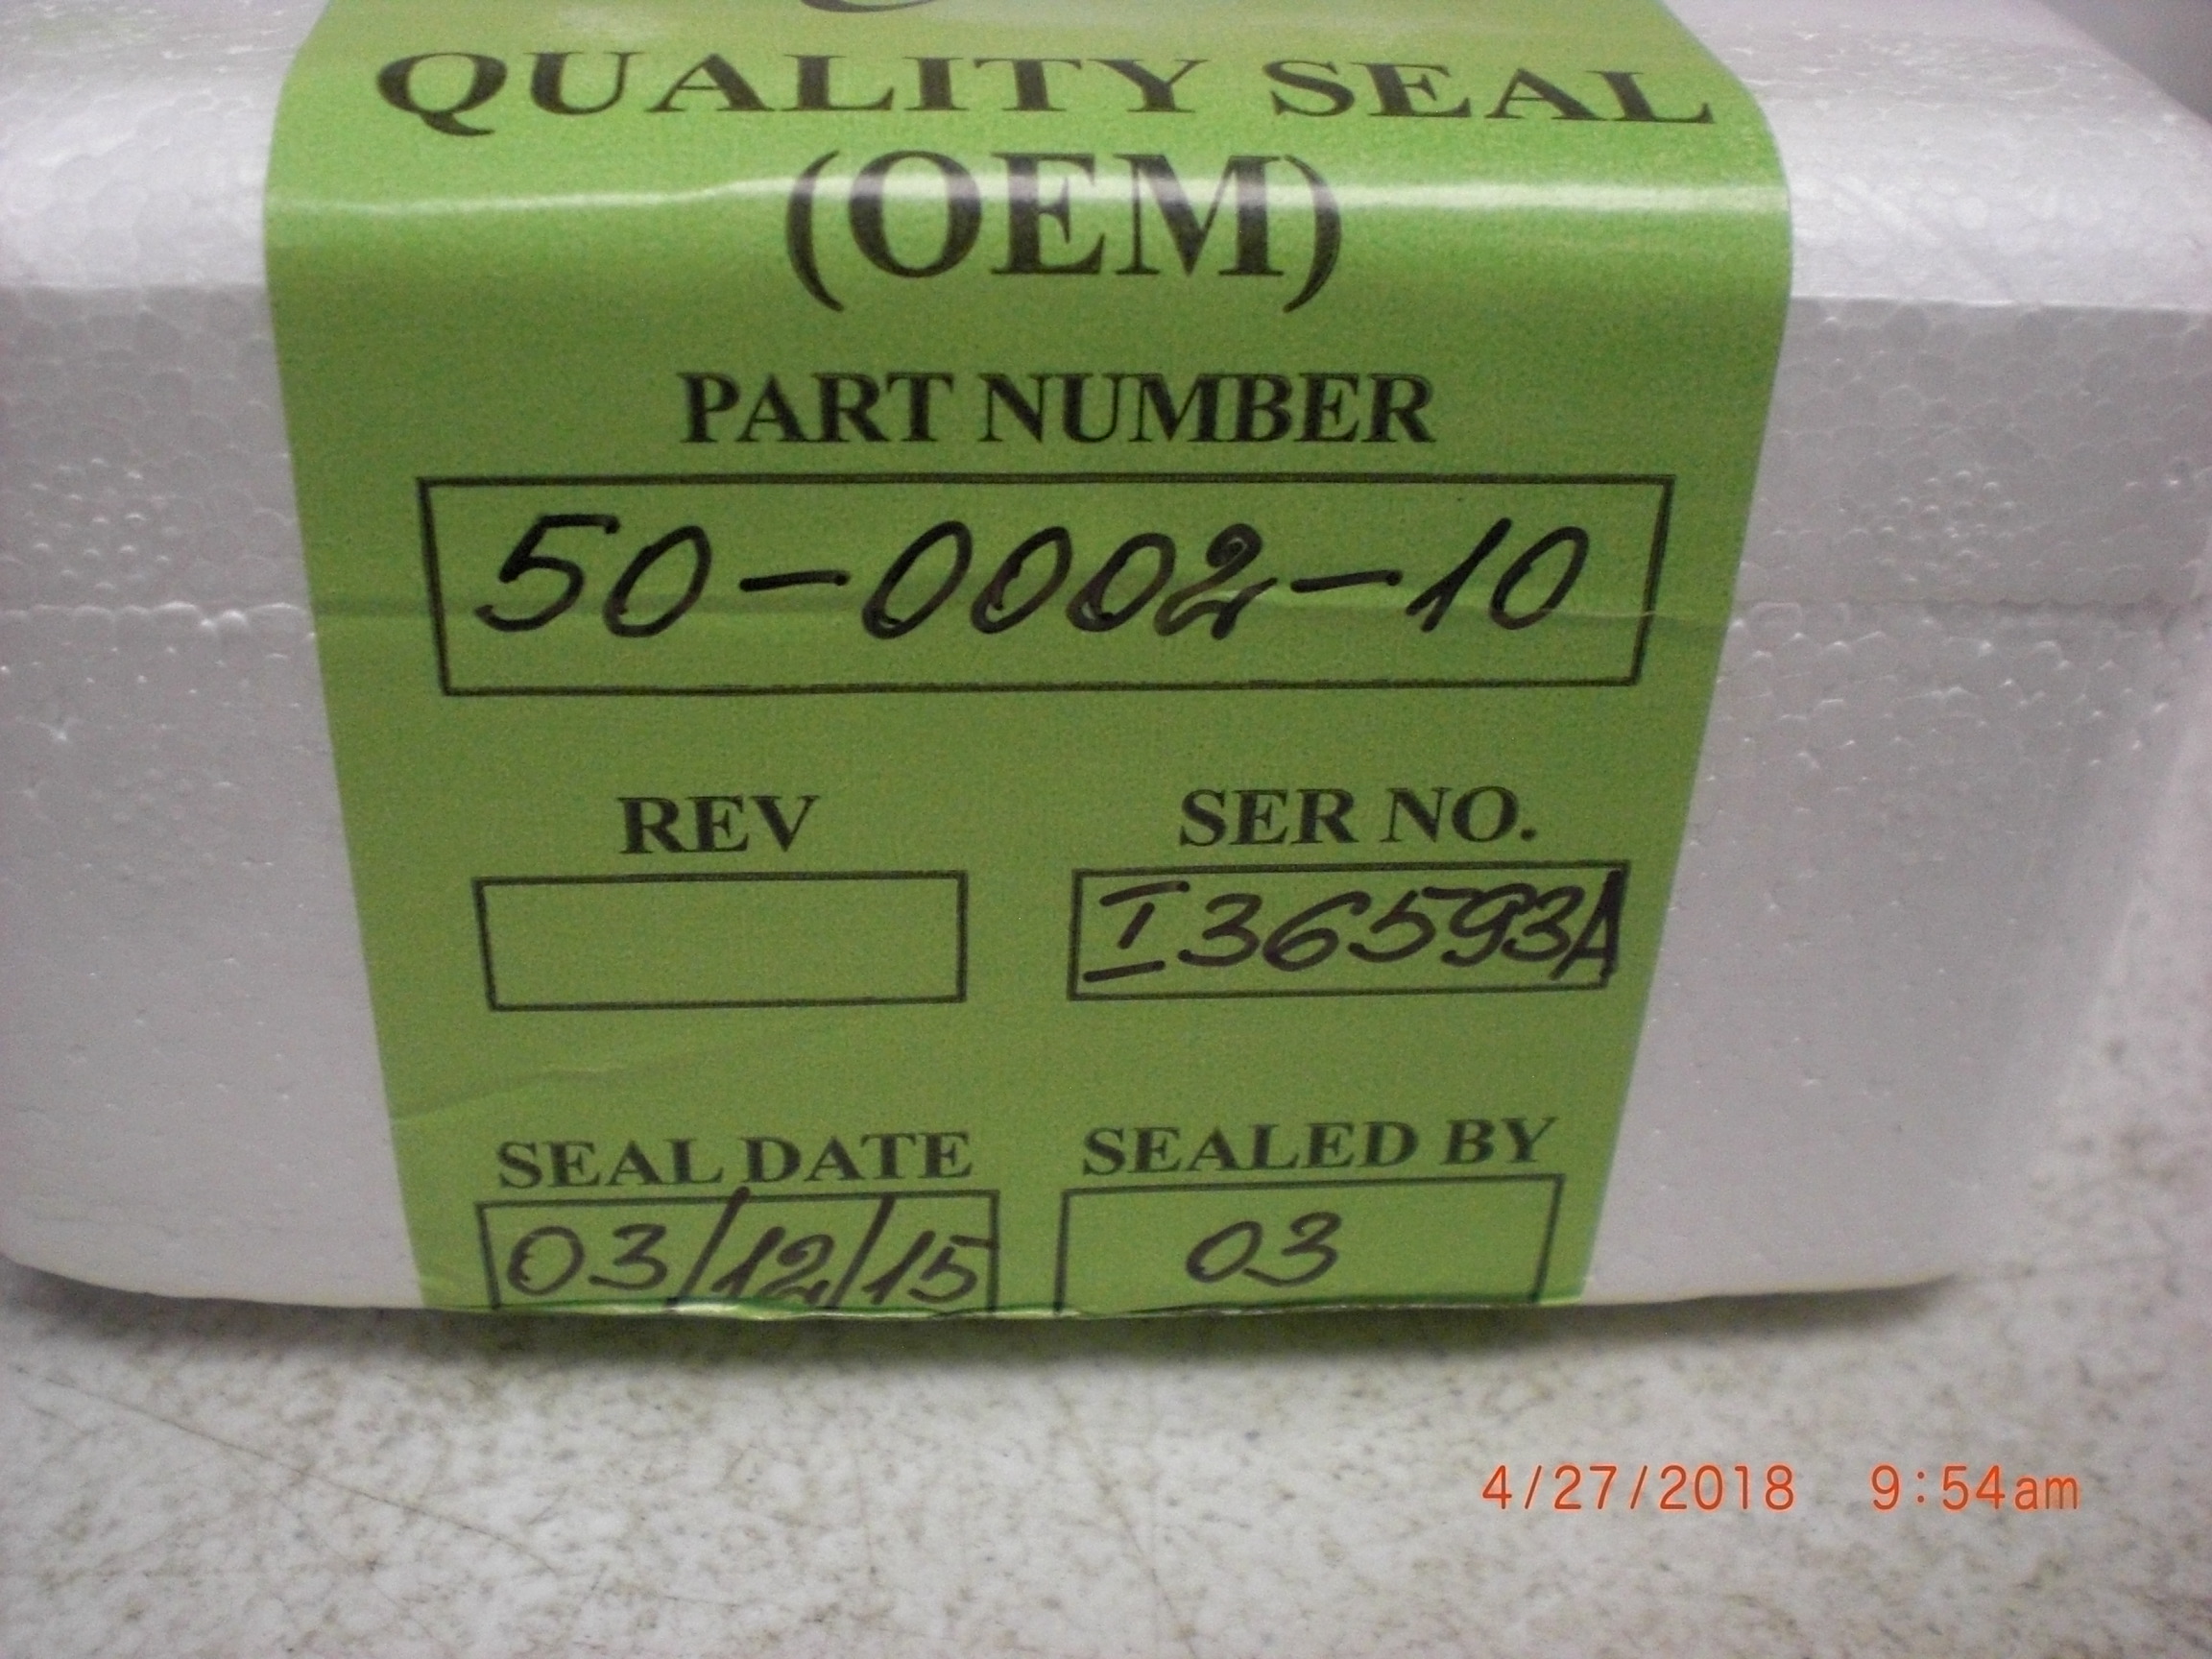 QUALITY SEAL
(OEM)
PART NUMBER
50-0002-10
REV SER NO.
I36593A
SEAL DATE SEALED BY
03/12/15 03
4/27/2018 9:54am